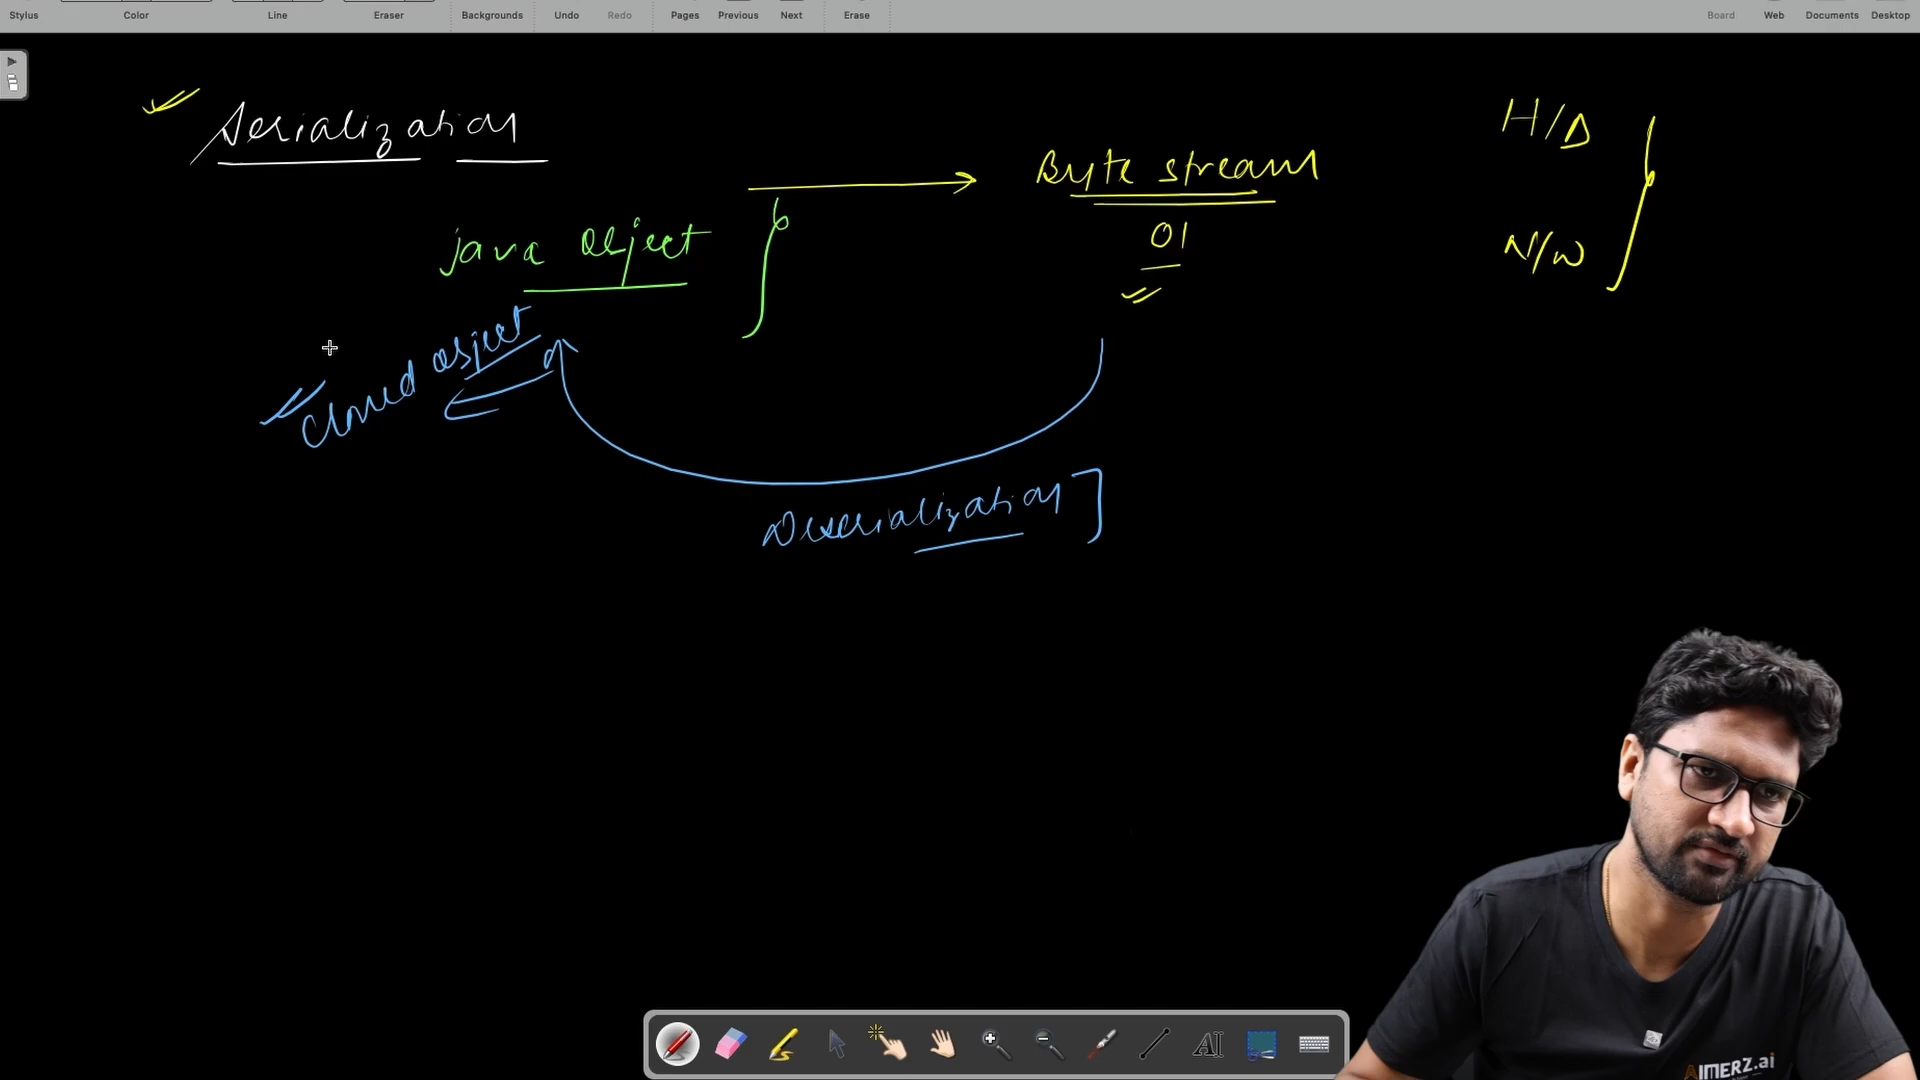 Stylus Color Line Eraser Backgrounds Undo Redo Pages Previous Next Erase Board Web Documents Desktop
Serialization
H/D
Byte stream
java object
01
N/W
cloned object
Deserialization
AI
AIMERZ.ai